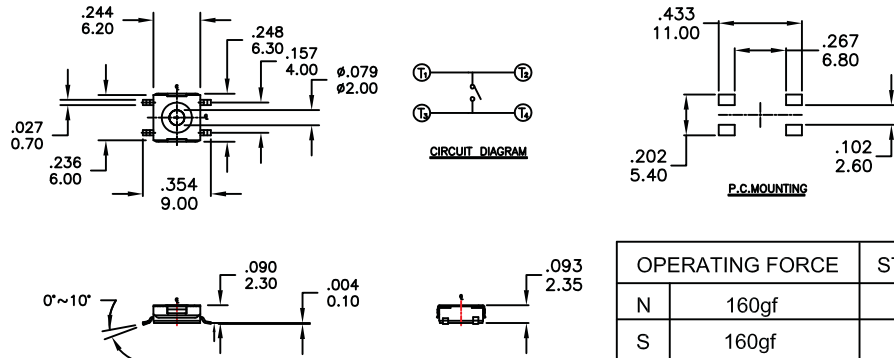 .244
6.20
.248
6.30
.157
4.00
ø.079
ø2.00
.027
0.70
.236
6.00
.354
9.00
T1
T2
T3
T4
CIRCUIT DIAGRAM
.433
11.00
.267
6.80
.202
5.40
.102
2.60
P.C.MOUNTING
0°~10°
.090
2.30
.004
0.10
.093
2.35
OPERATING FORCE
N 160gf
S 160gf